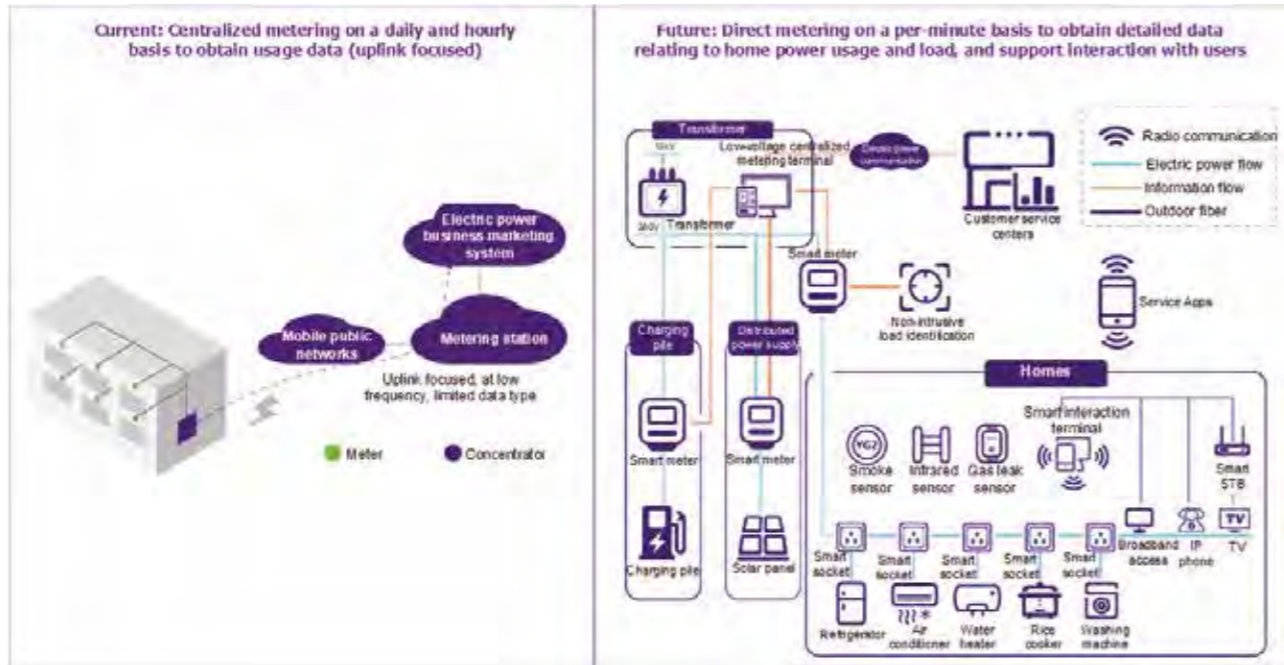 Current: Centralized metering on a daily and hourly
basis to obtain usage data (uplink focused)
Electric power
business marketing
system
Mobile public
networks
Metering station
Uplink focused, at low
frequency, limited data type
Meter
Concentrator
Future: Direct metering on a per-minute basis to obtain detailed data
relating to home power usage and load, and support interaction with users
Transformer
Low-voltage centralized
metering terminal
Transformer
Electric power
communication
Customer service
centers
Radio communication
Electric power flow
Information flow
Outdoor fiber
Smart meter
Non-intrusive
load identification
Service Apps
Charging
pile
Smart meter
Charging pile
Distributed
power supply
Smart meter
Solar panel
Homes
Smoke
sensor
Infrared
sensor
Gas leak
sensor
Smart interaction
terminal
Smart
STB
Smart
socket
Smart
socket
Smart
socket
Smart
socket
Smart
socket
Broadband
access
IP
phone
TV
TV
Refrigerator
Air
conditioner
Water
heater
Rice
cooker
Washing
machine